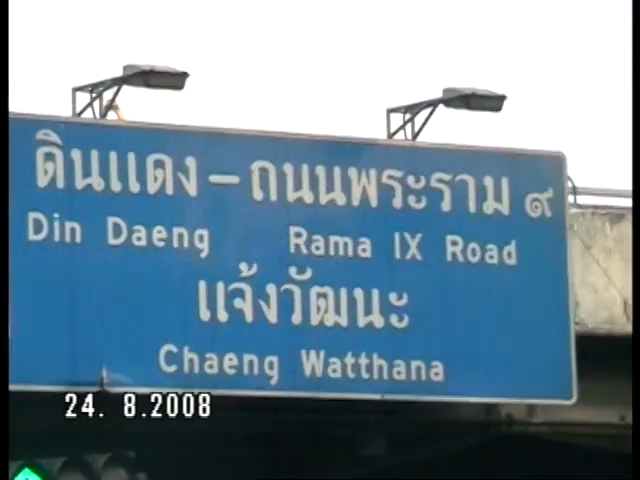 ดินแดง – ถนนพระราม ๙
Din Daeng Rama IX Road
แจ้งวัฒนะ
Chaeng Watthana
24. 8.2008